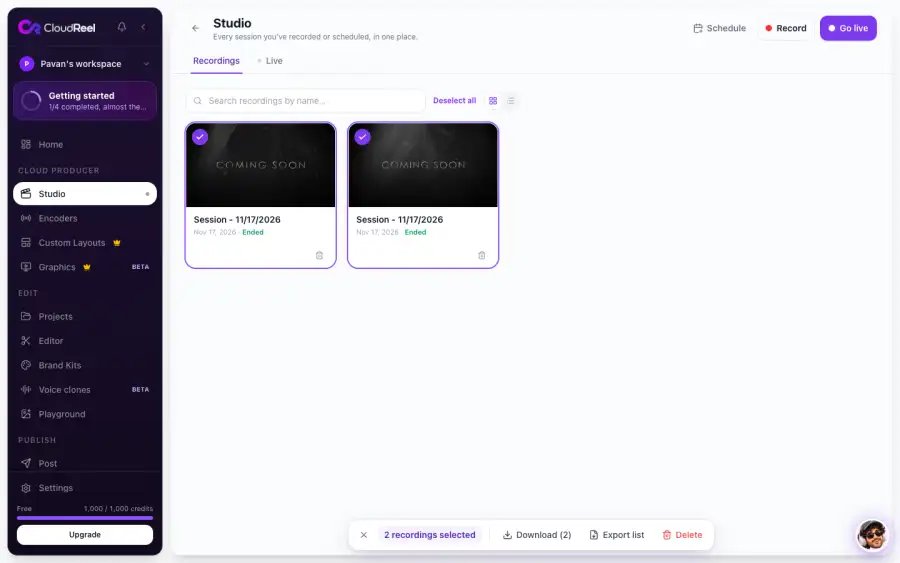 CloudReel
P Pavan's workspace
Getting started
1/4 completed, almost the...
Home
CLOUD PRODUCER
Studio
Encoders
Custom Layouts
Graphics BETA
EDIT
Projects
Editor
Brand Kits
Voice clones BETA
Playground
PUBLISH
Post
Settings
Free 1,000 / 1,000 credits
Upgrade
Studio
Every session you've recorded or scheduled, in one place.
Schedule Record Go live
Recordings Live
Search recordings by name... Deselect all
COMING SOON
Session - 11/17/2026
Nov 17, 2026 · Ended
COMING SOON
Session - 11/17/2026
Nov 17, 2026 · Ended
2 recordings selected Download (2) Export list Delete